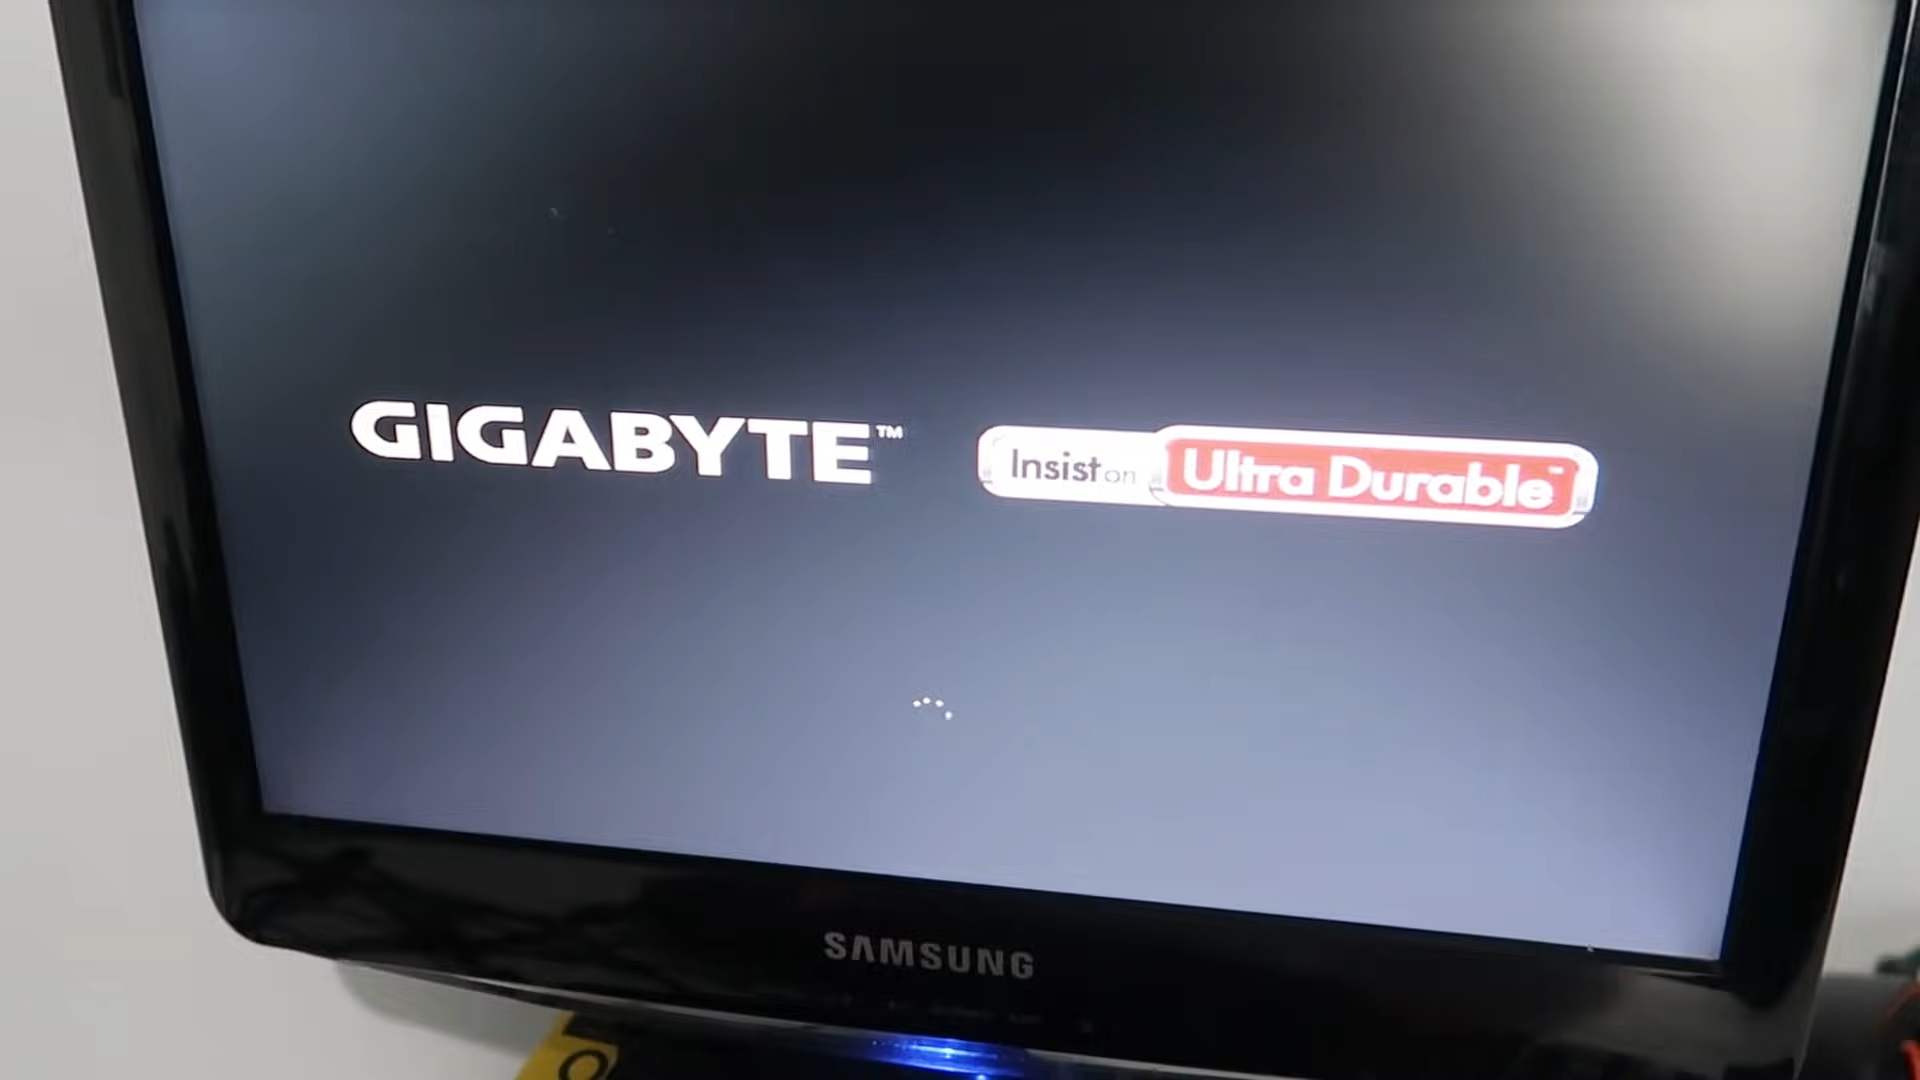 GIGABYTE™
Insist on Ultra Durable™
SAMSUNG